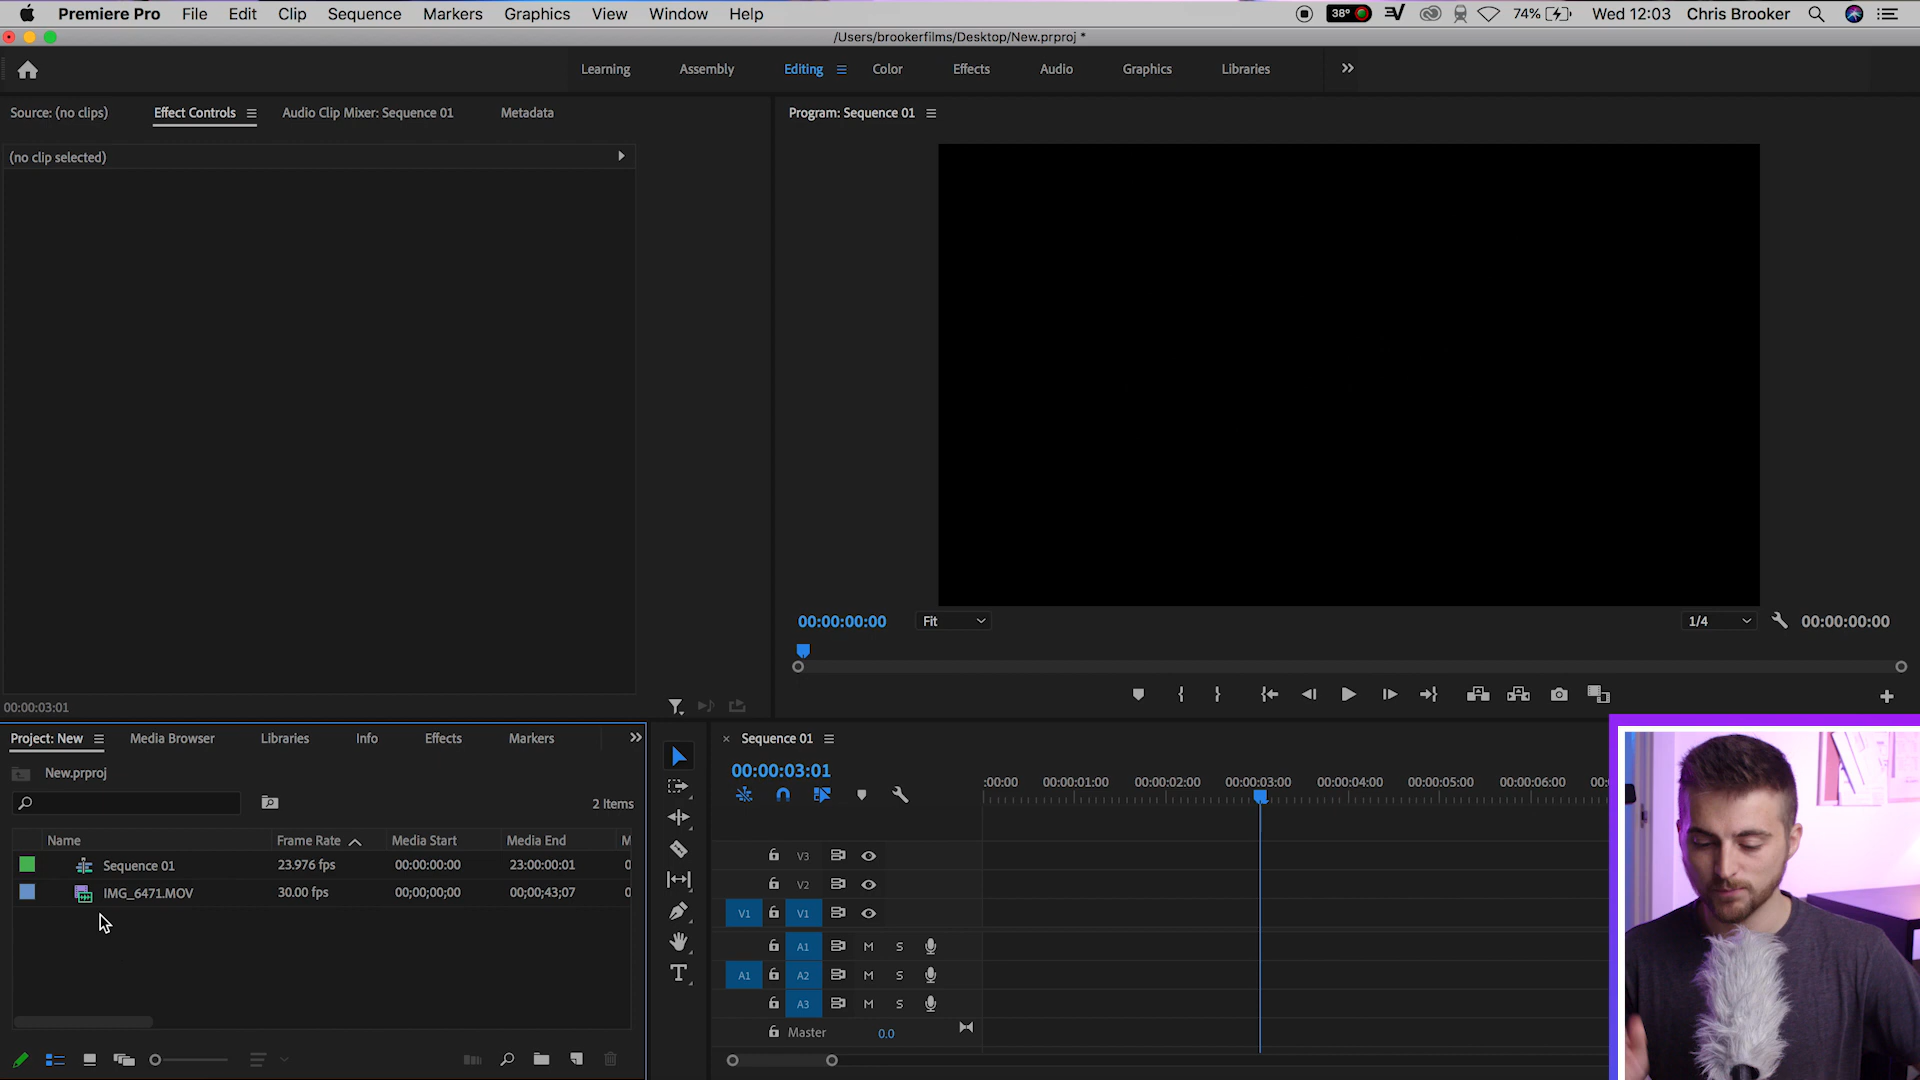 Premiere Pro File Edit Clip Sequence Markers Graphics View Window Help 38° 74% Wed 12:03 Chris Brooker
/Users/brookerfilms/Desktop/New.prproj *
Learning Assembly Editing Color Effects Audio Graphics Libraries
Source: (no clips) Effect Controls Audio Clip Mixer: Sequence 01 Metadata
Program: Sequence 01
(no clip selected)
00:00:00:00 Fit 1/4 00:00:00:00
00:00:03:01
Project: New Media Browser Libraries Info Effects Markers
Sequence 01
New.prproj
00:00:03:01
2 Items
:00:00 00:00:01:00 00:00:02:00 00:00:03:00 00:00:04:00 00:00:05:00 00:00:06:00 00:
Name Frame Rate Media Start Media End M
Sequence 01 23.976 fps 00:00:00:00 23:00:00:01 0
IMG_6471.MOV 30.00 fps 00;00;00;00 00;00;43;07 0
V3
V2
V1 V1
A1 M S
A1 A2 M S
A3 M S
Master 0.0